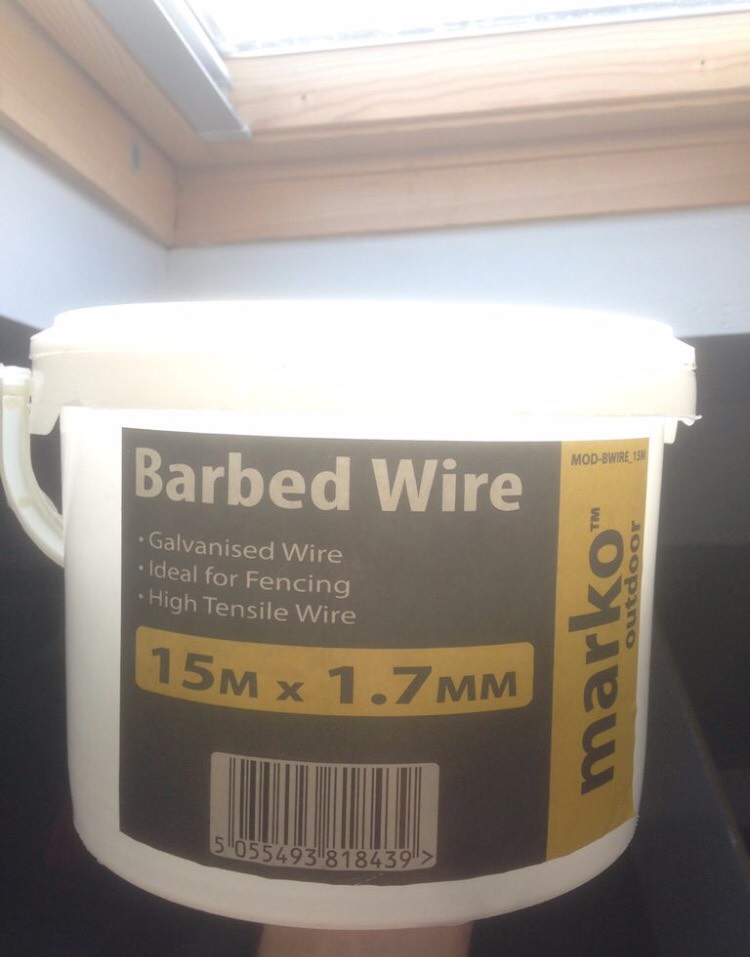 Barbed Wire
• Galvanised Wire
• Ideal for Fencing
• High Tensile Wire
15M x 1.7MM
5 055493 818439 >
MOD-BWIRE_15M
marko™
outdoor